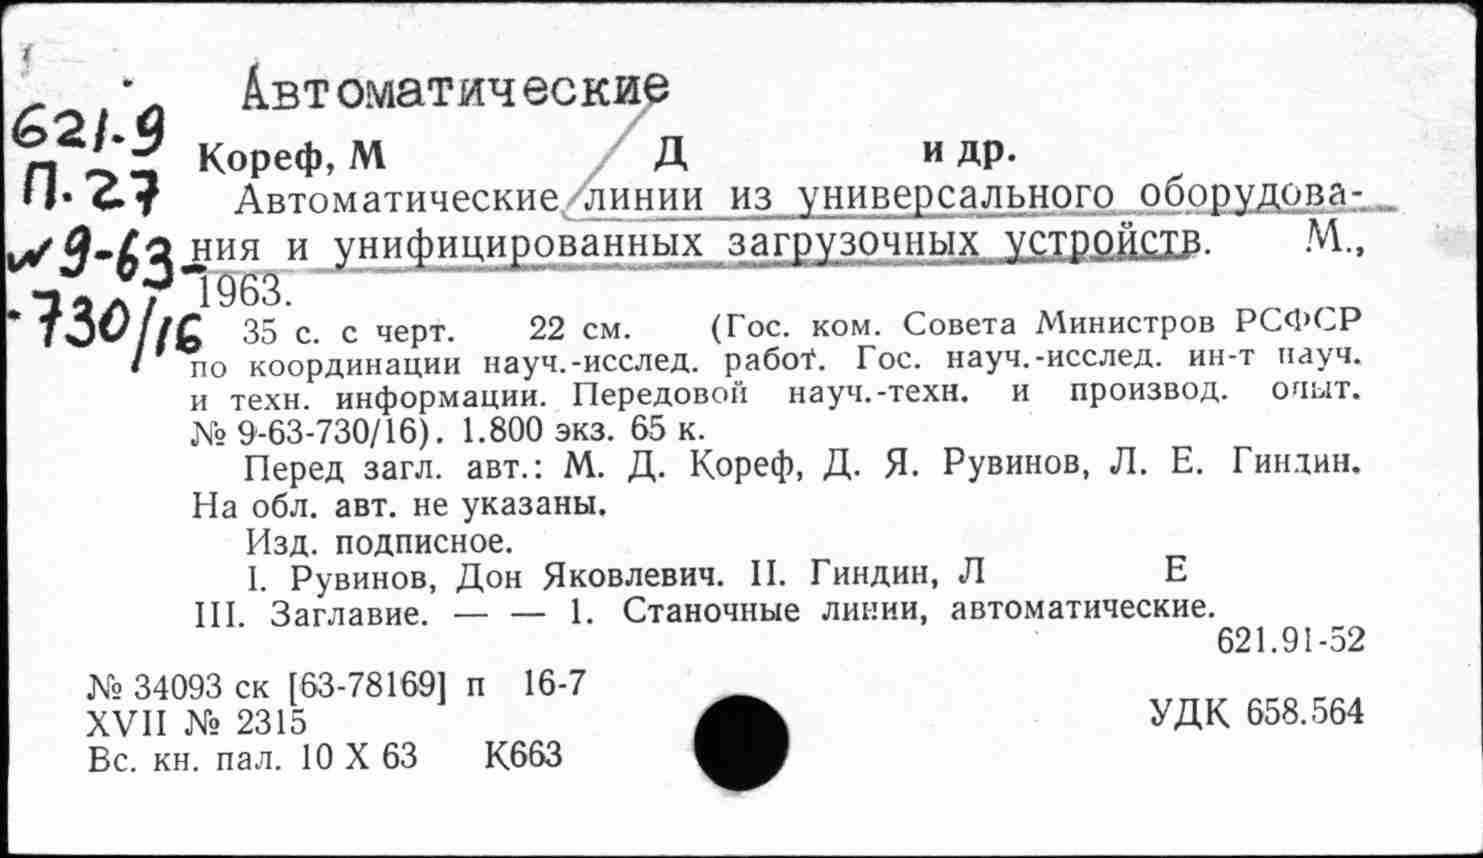 Автоматические
621.9
П.27
9-63-
730/16
Кореф, М Д и др.
Автоматические линии из универсального оборудова-
ния и унифицированных загрузочных устройств. М.,
1963.
35 с. с черт. 22 см. (Гос. ком. Совета Министров РСФСР
по координации науч.-исслед. работ. Гос. науч.-исслед. ин-т науч.
и техн. информации. Передовой науч.-техн. и производ. опыт.
№ 9-63-730/16). 1.800 экз. 65 к.
Перед загл. авт.: М. Д. Кореф, Д. Я. Рувинов, Л. Е. Гиндин.
На обл. авт. не указаны.
Изд. подписное.
I. Рувинов, Дон Яковлевич. II. Гиндин, Л Е
III. Заглавие. — — 1. Станочные линии, автоматические.
621.91-52
№ 34093 ск [63-78169] п 16-7
XVII № 2315
УДК 658.564
Вс. кн. пал. 10 X 63 К663